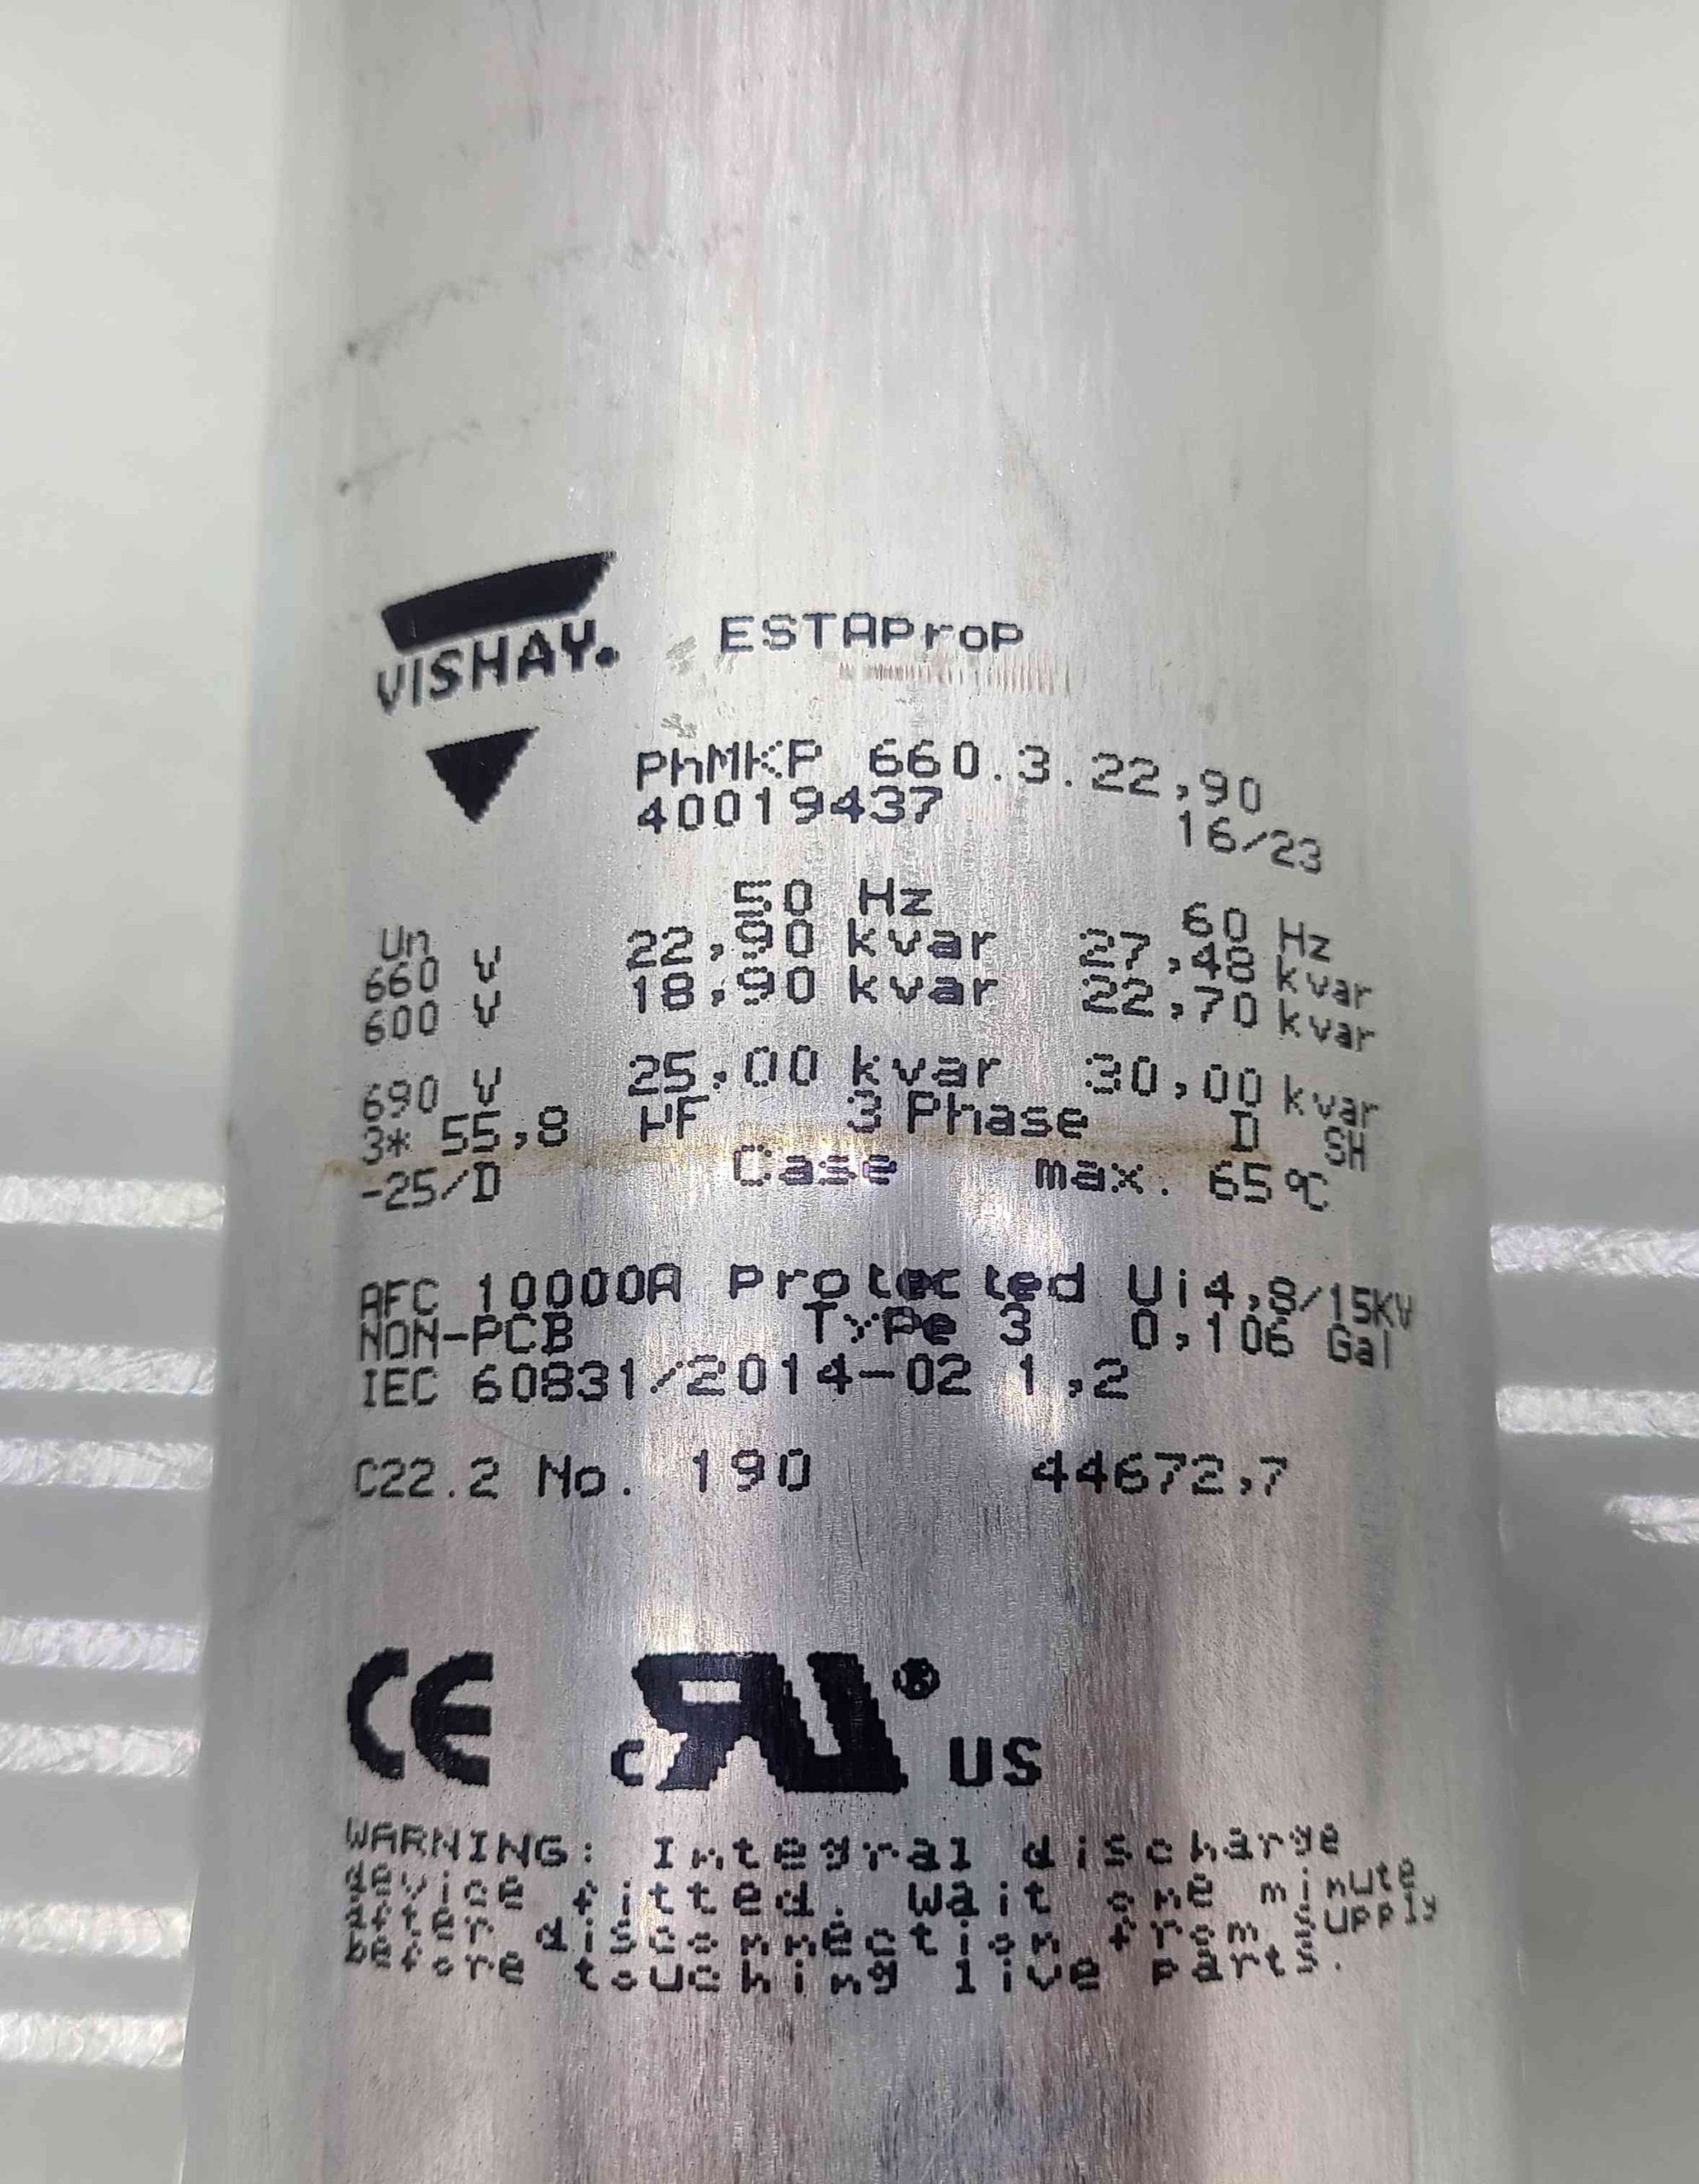 VISHAY. ESTAProP
PhMKP 660.3.22,90
40019437 16/23
50 Hz 60 Hz
Un
660 V 22,90 kvar 27,48 kvar
600 V 18,90 kvar 22,70 kvar
690 V 25,00 kvar 30,00 kvar
3* 55,8 µF 3 Phase D SH
-25/D Case max. 65°C
AFC 10000A Protected Ui4,8/15KV
NON-PCB Type 3 0,106 Gal
IEC 60831/2014-02 1,2
C22.2 No. 190 44672,7
CE c RU® US
WARNING: Integral discharge
device fitted. Wait one minute
after disconnection from supply
before touching live parts.